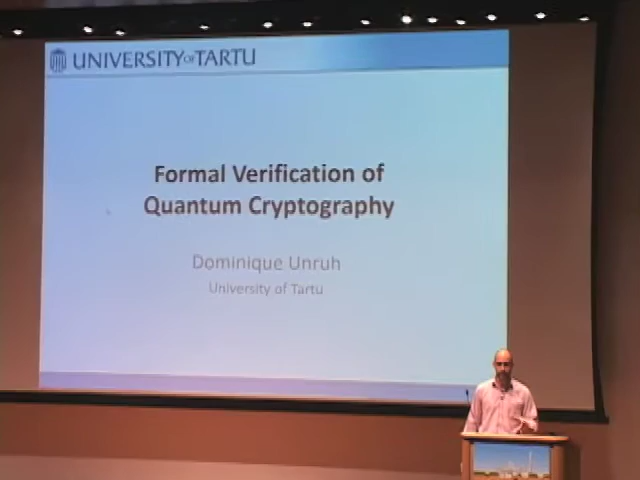 UNIVERSITY OF TARTU
Formal Verification of
Quantum Cryptography
Dominique Unruh
University of Tartu